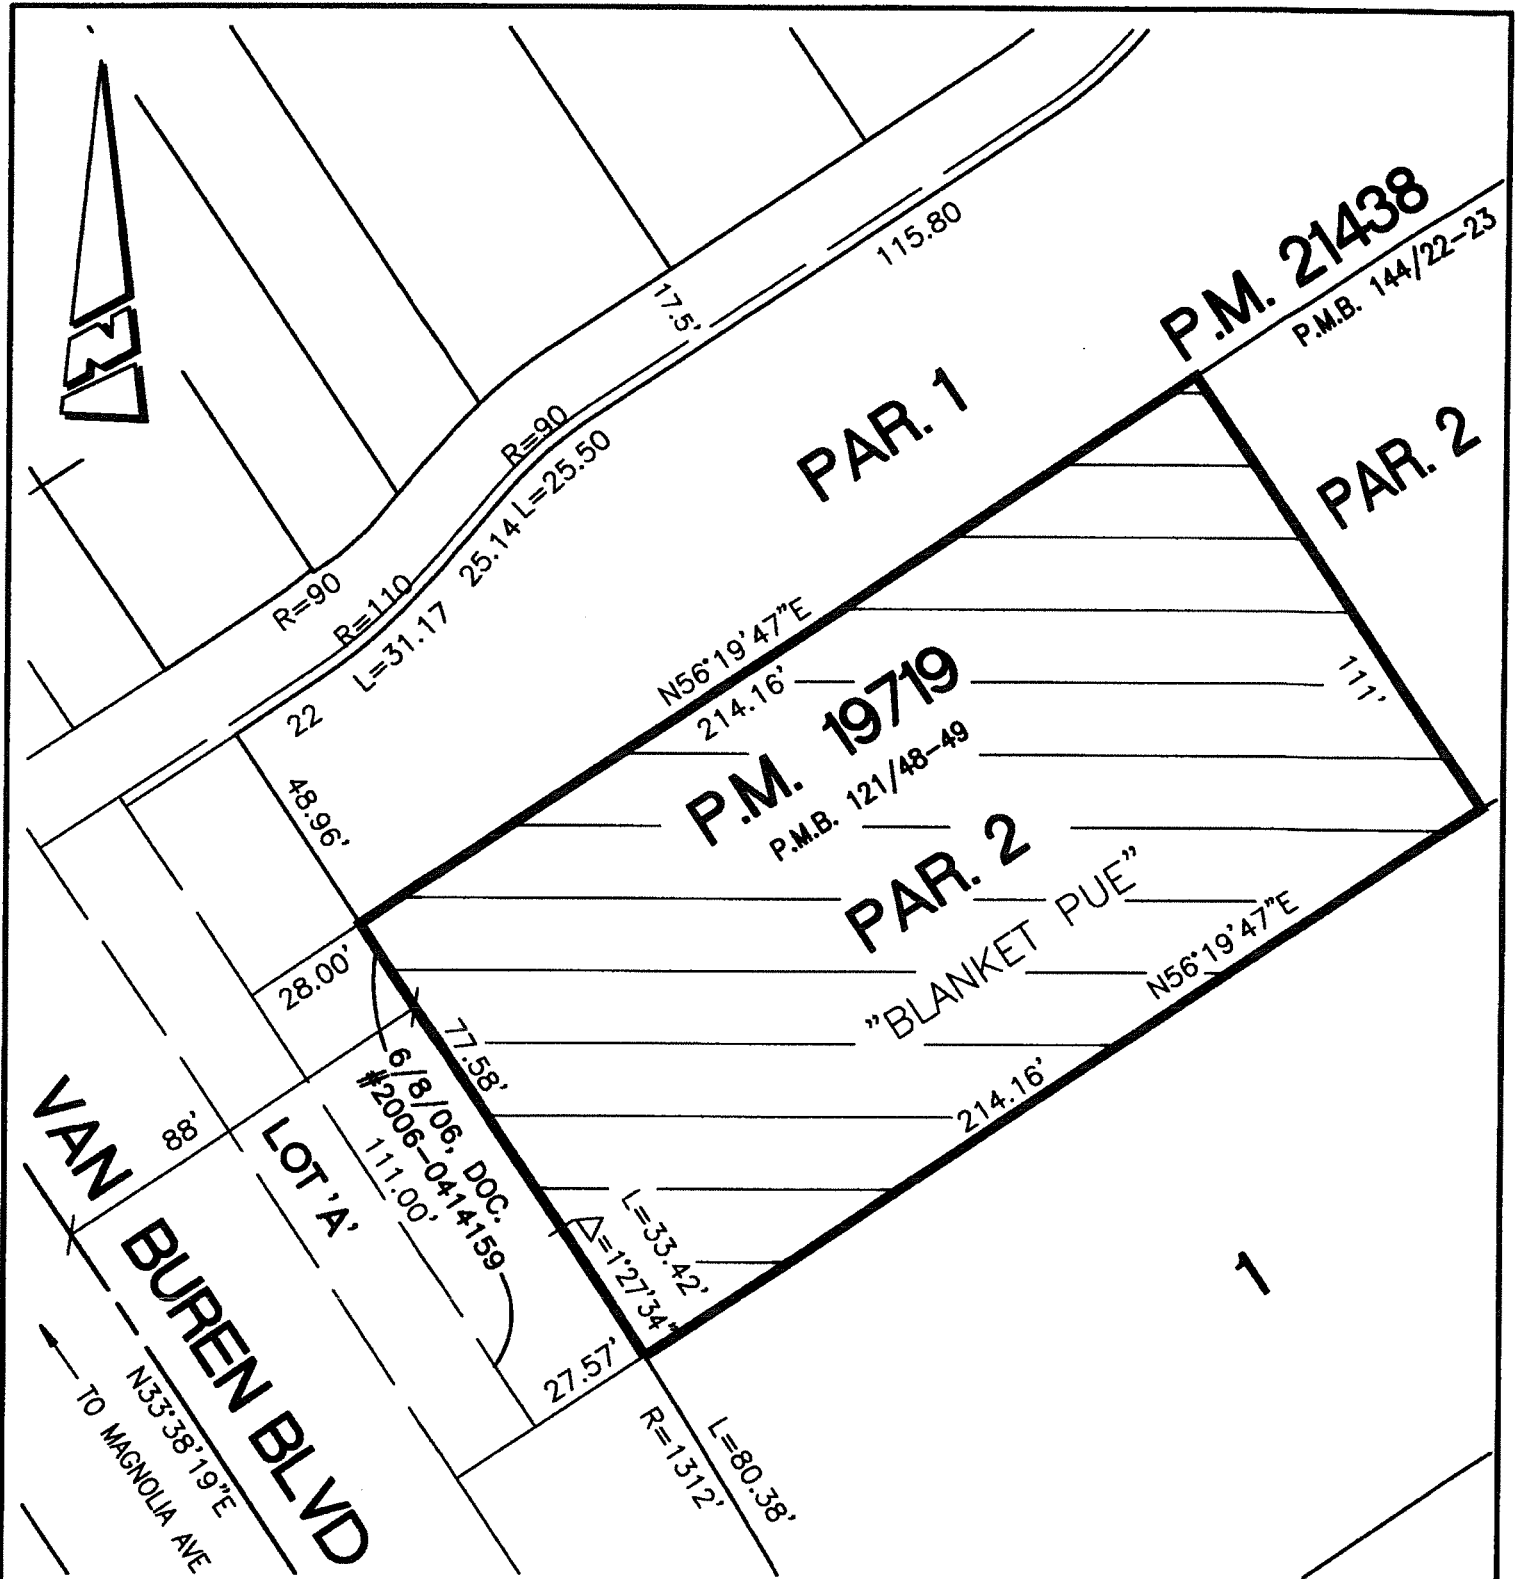 N
115.80
17.5'
P.M. 21438
P.M.B. 144/22-23
R=90
L=25.50
25.14
PAR. 1
PAR. 2
R=90
R=110
L=31.17
22
N56°19'47"E
214.16'
111'
48.96'
P.M. 19719
P.M.B. 121/48-49
PAR. 2
"BLANKET PUE"
N56°19'47"E
214.16'
28.00'
77.58'
6/8/06, DOC.
#2006-0414159
111.00'
88'
LOT 'A'
VAN BUREN BLVD
L=33.42'
Δ=1°27'34"
27.57'
1
N33°38'19"E
TO MAGNOLIA AVE
R=1312'
L=80.38'